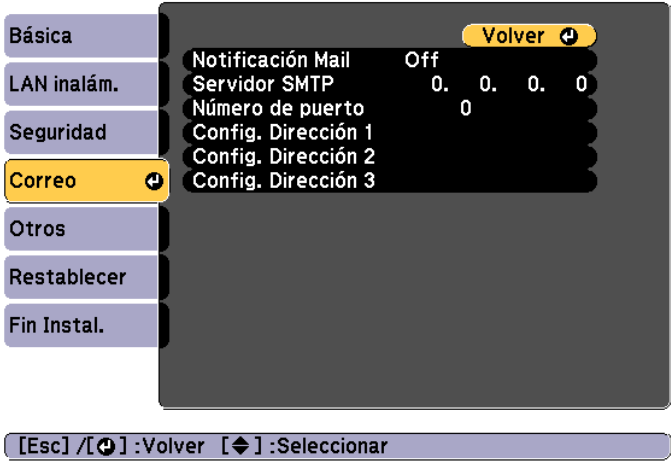 Básica
LAN inalám.
Seguridad
Correo
Otros
Restablecer
Fin Instal.
Volver
Notificación Mail Off
Servidor SMTP 0. 0. 0. 0
Número de puerto 0
Config. Dirección 1
Config. Dirección 2
Config. Dirección 3
[Esc] /[ ] :Volver [ ] :Seleccionar